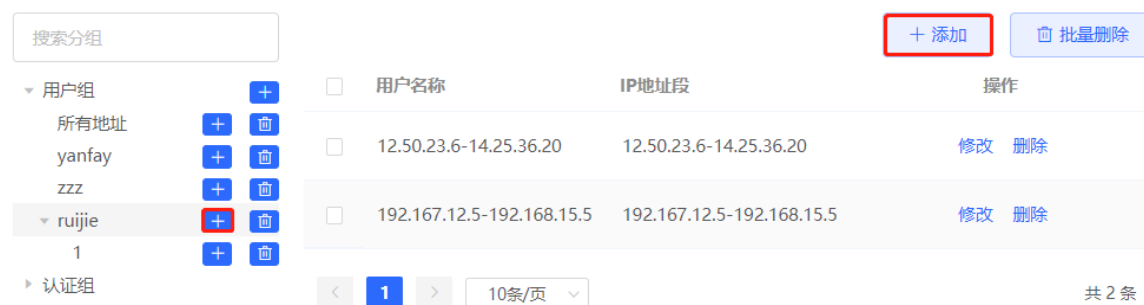 搜索分组
用户组
所有地址
yanfay
zzz
ruijie
1
认证组
添加 批量删除
用户名称 IP地址段 操作
12.50.23.6-14.25.36.20 12.50.23.6-14.25.36.20 修改 删除
192.167.12.5-192.168.15.5 192.167.12.5-192.168.15.5 修改 删除
1 10条/页 共 2 条